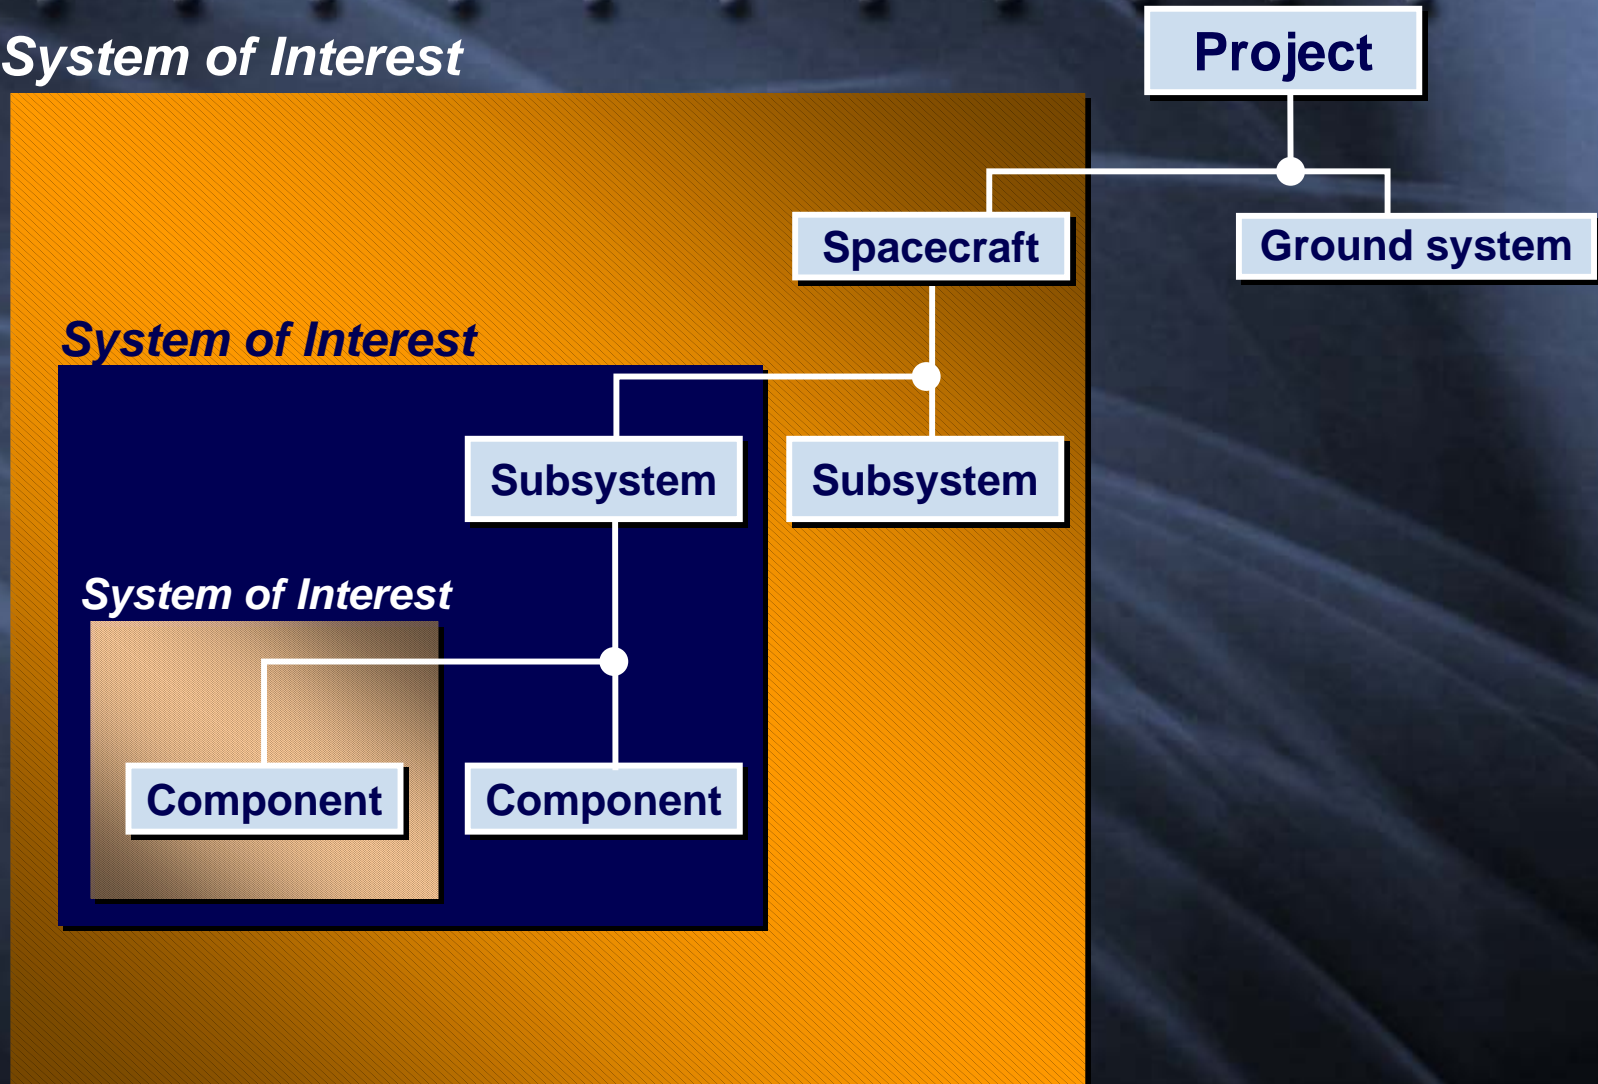 System of Interest
Project
Spacecraft
Ground system
System of Interest
Subsystem
Subsystem
System of Interest
Component
Component